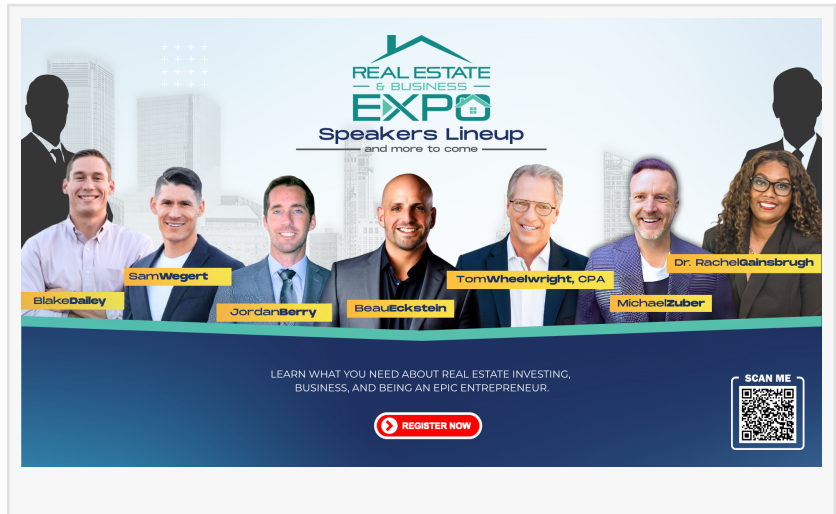 REAL ESTATE
& BUSINESS
EXPO
Speakers Lineup
and more to come
BlakeDailey
SamWegert
JordanBerry
BeauEckstein
TomWheelwright, CPA
MichaelZuber
Dr. RachelGainsbrugh
LEARN WHAT YOU NEED ABOUT REAL ESTATE INVESTING,
BUSINESS, AND BEING AN EPIC ENTREPRENEUR.
REGISTER NOW
SCAN ME